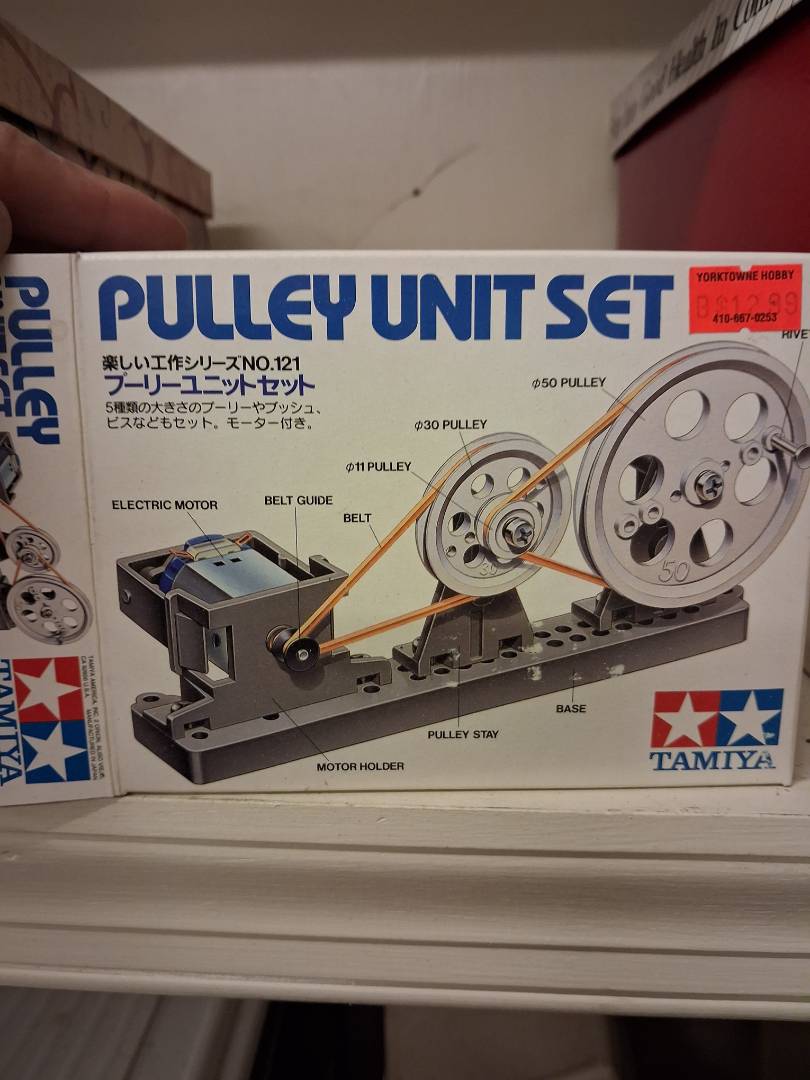 PULLEY UNIT SET
YORKTOWNE HOBBY
B$12.99
410-667-0253
楽しい工作シリーズNO.121
プーリーユニットセット
5種類の大きさのプーリーやブッシュ、
ビスなどもセット。モーター付き。
RIVE
φ50 PULLEY
φ30 PULLEY
φ11 PULLEY
ELECTRIC MOTOR
BELT GUIDE
BELT
30
50
BASE
PULLEY STAY
MOTOR HOLDER
TAMIYA
PULLEY
TAMIYA